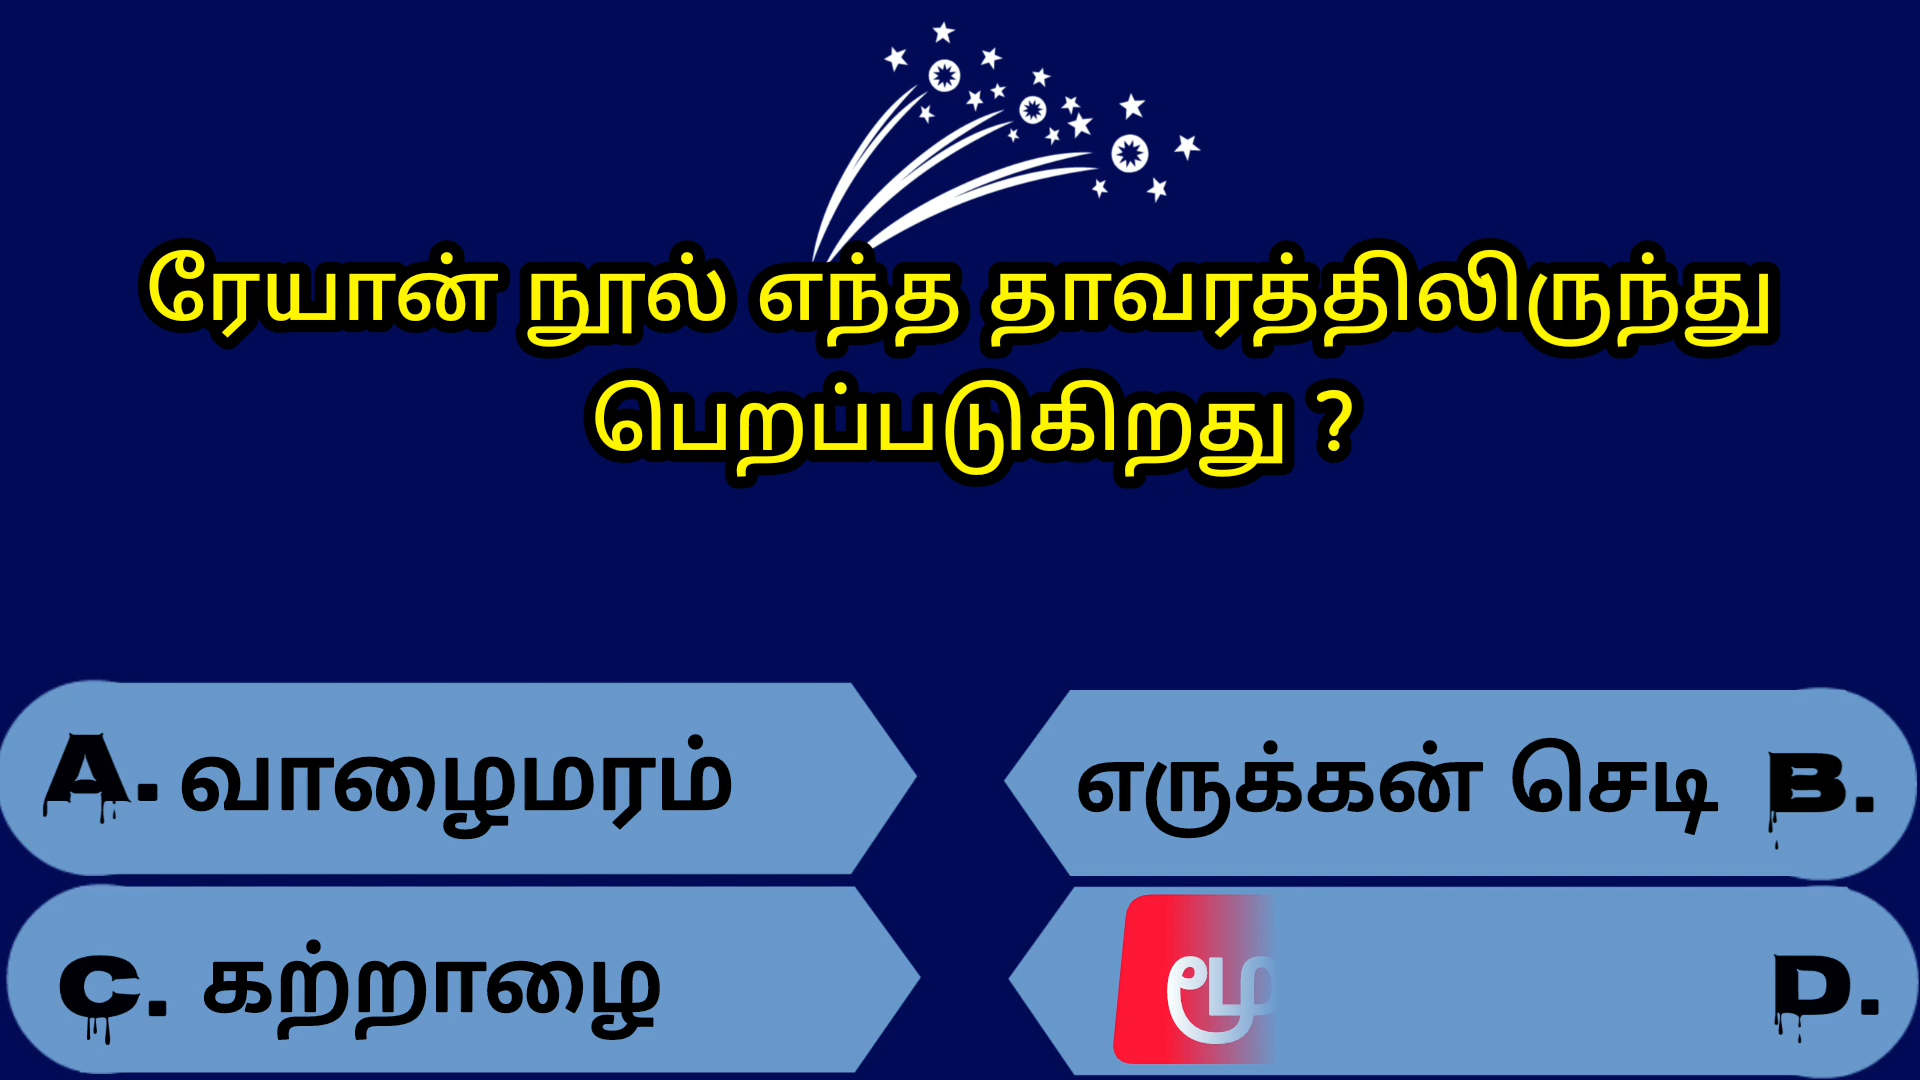 ரேயான் நூல் எந்த தாவரத்திலிருந்து
பெறப்படுகிறது ?
A. வாழைமரம்
எருக்கன் செடி B.
C. கற்றாழை
மூ D.